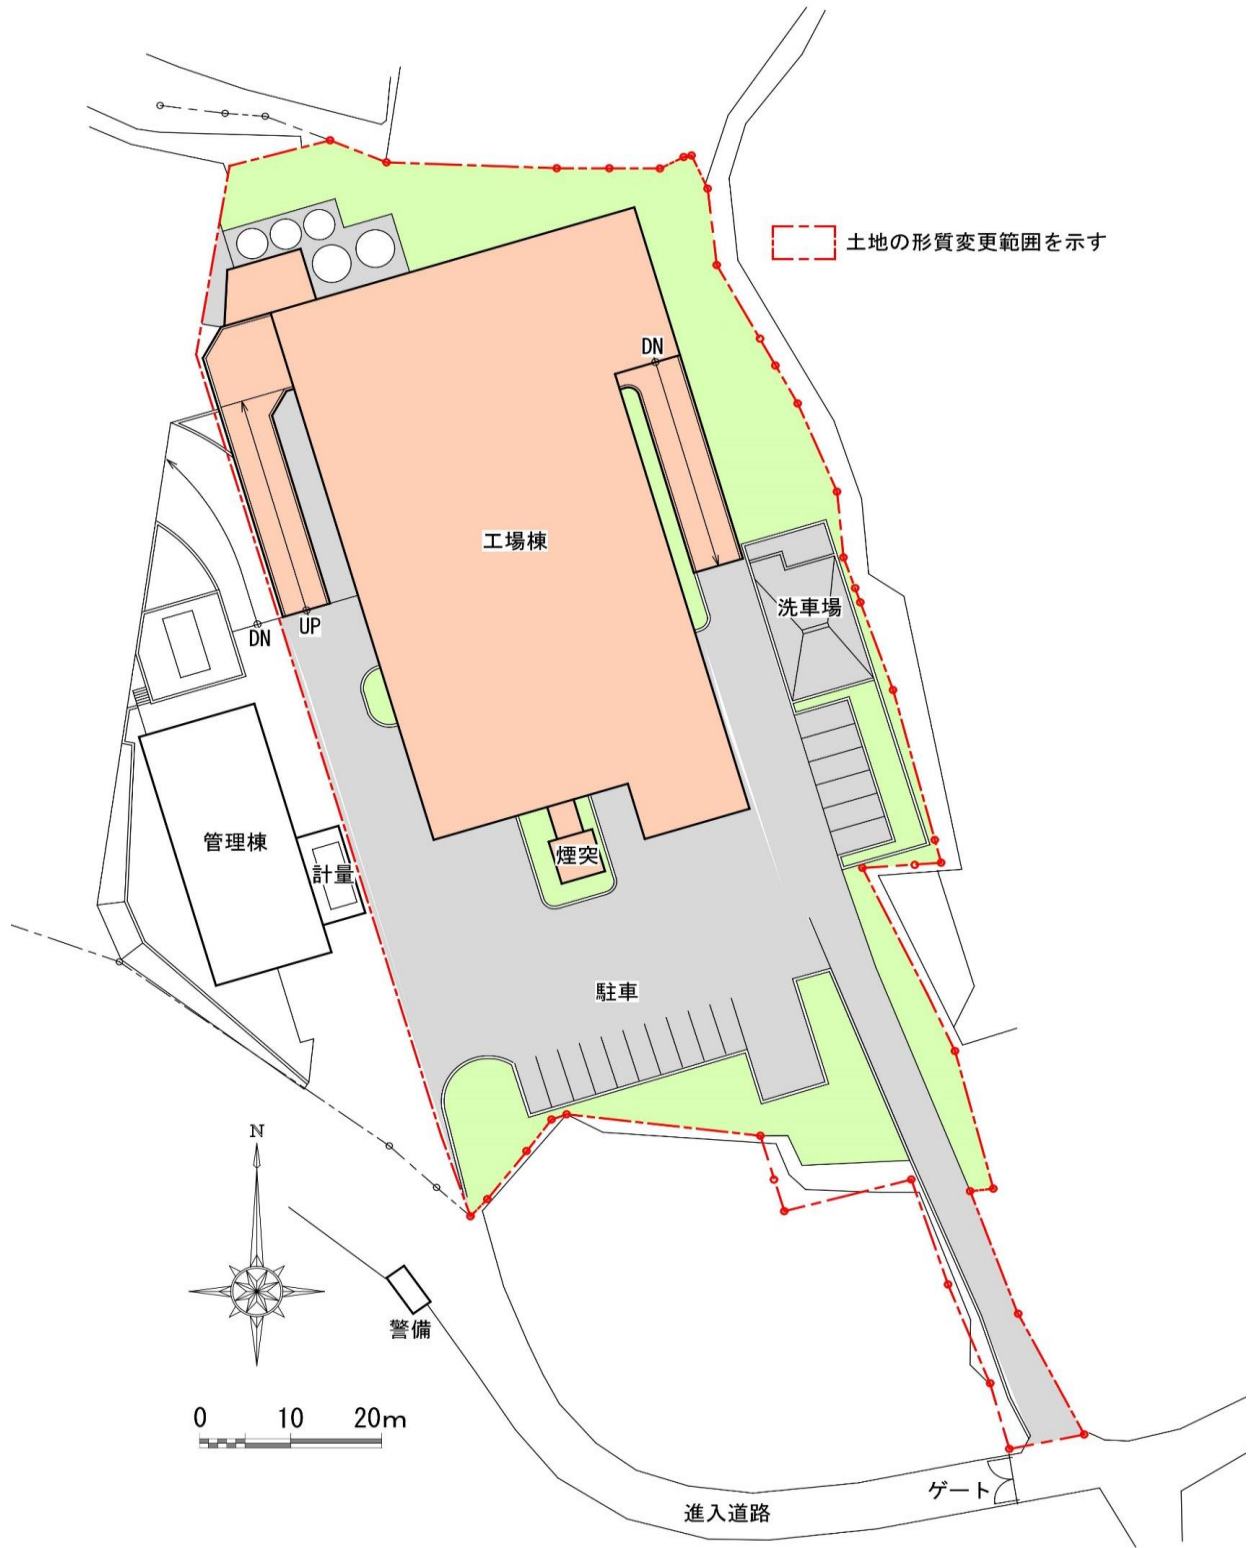 土地の形質変更範囲を示す
DN
工場棟
洗車場
DN
UP
管理棟
計量
煙突
駐車
N
警備
0 10 20m
ゲート
進入道路